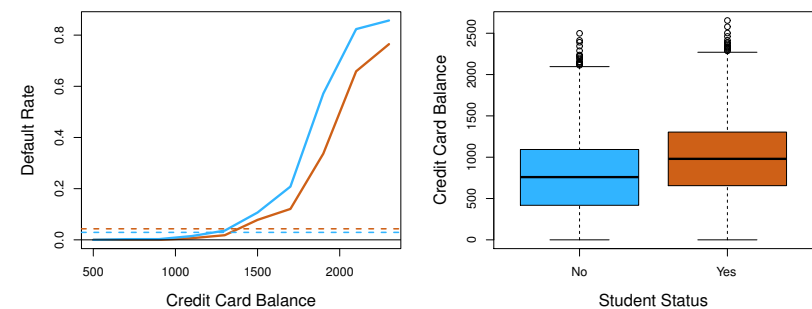 Default Rate
0.0 0.2 0.4 0.6 0.8
500 1000 1500 2000
Credit Card Balance
Credit Card Balance
0 500 1000 1500 2000 2500
No Yes
Student Status